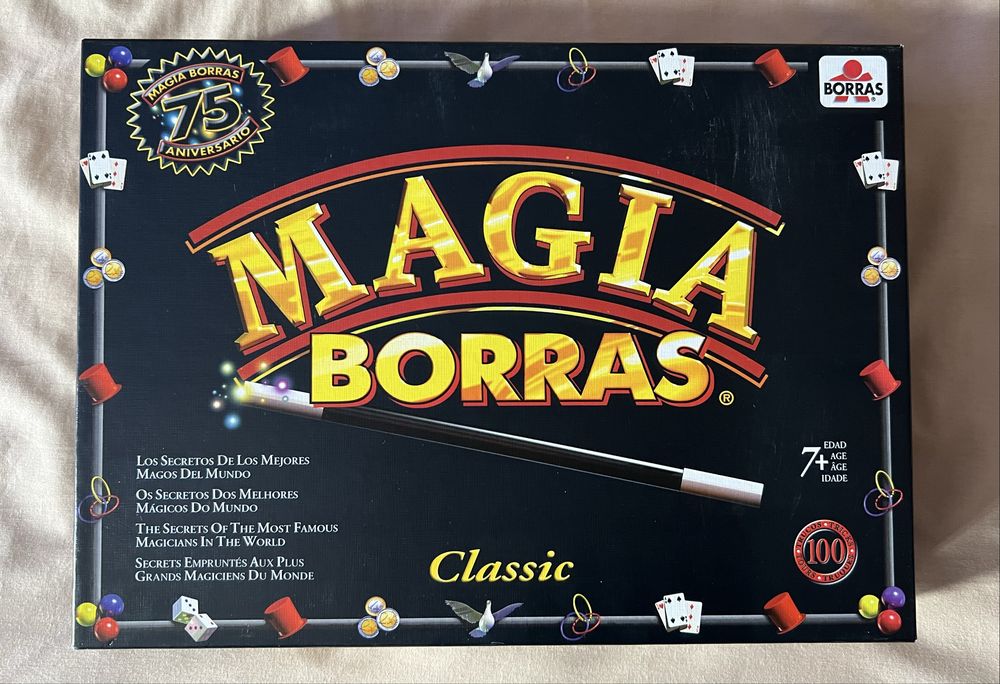 MAGIA BORRAS
75
ANIVERSARIO
BORRAS®
MAGIA
BORRAS®
LOS SECRETOS DE LOS MEJORES
MAGOS DEL MUNDO
OS SECRETOS DOS MELHORES
MÁGICOS DO MUNDO
THE SECRETS OF THE MOST FAMOUS
MAGICIANS IN THE WORLD
SECRETS EMPRUNTÉS AUX PLUS
GRANDS MAGICIENS DU MONDE
7+
EDAD
AGE
ÂGE
IDADE
Classic
100